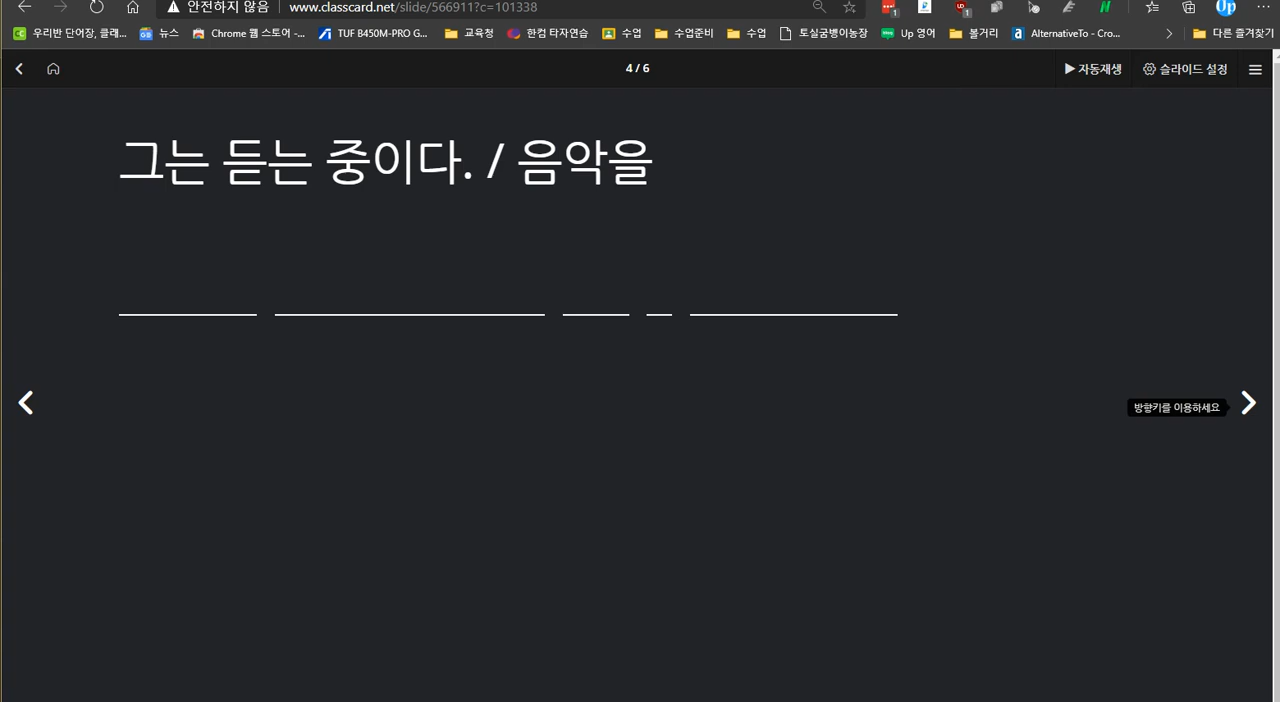 안전하지 않음 www.classcard.net/slide/566911?c=101338
우리반 단어장, 클래... 뉴스 Chrome 웹 스토어 -... TUF B450M-PRO G... 교육청 한컴 타자연습 수업 수업준비 수업 토실굼벵이농장 Up 영어 볼거리 AlternativeTo - Cro... 다른 즐겨찾기
4 / 6 자동재생 슬라이드 설정
그는 듣는 중이다. / 음악을
방향키를 이용하세요